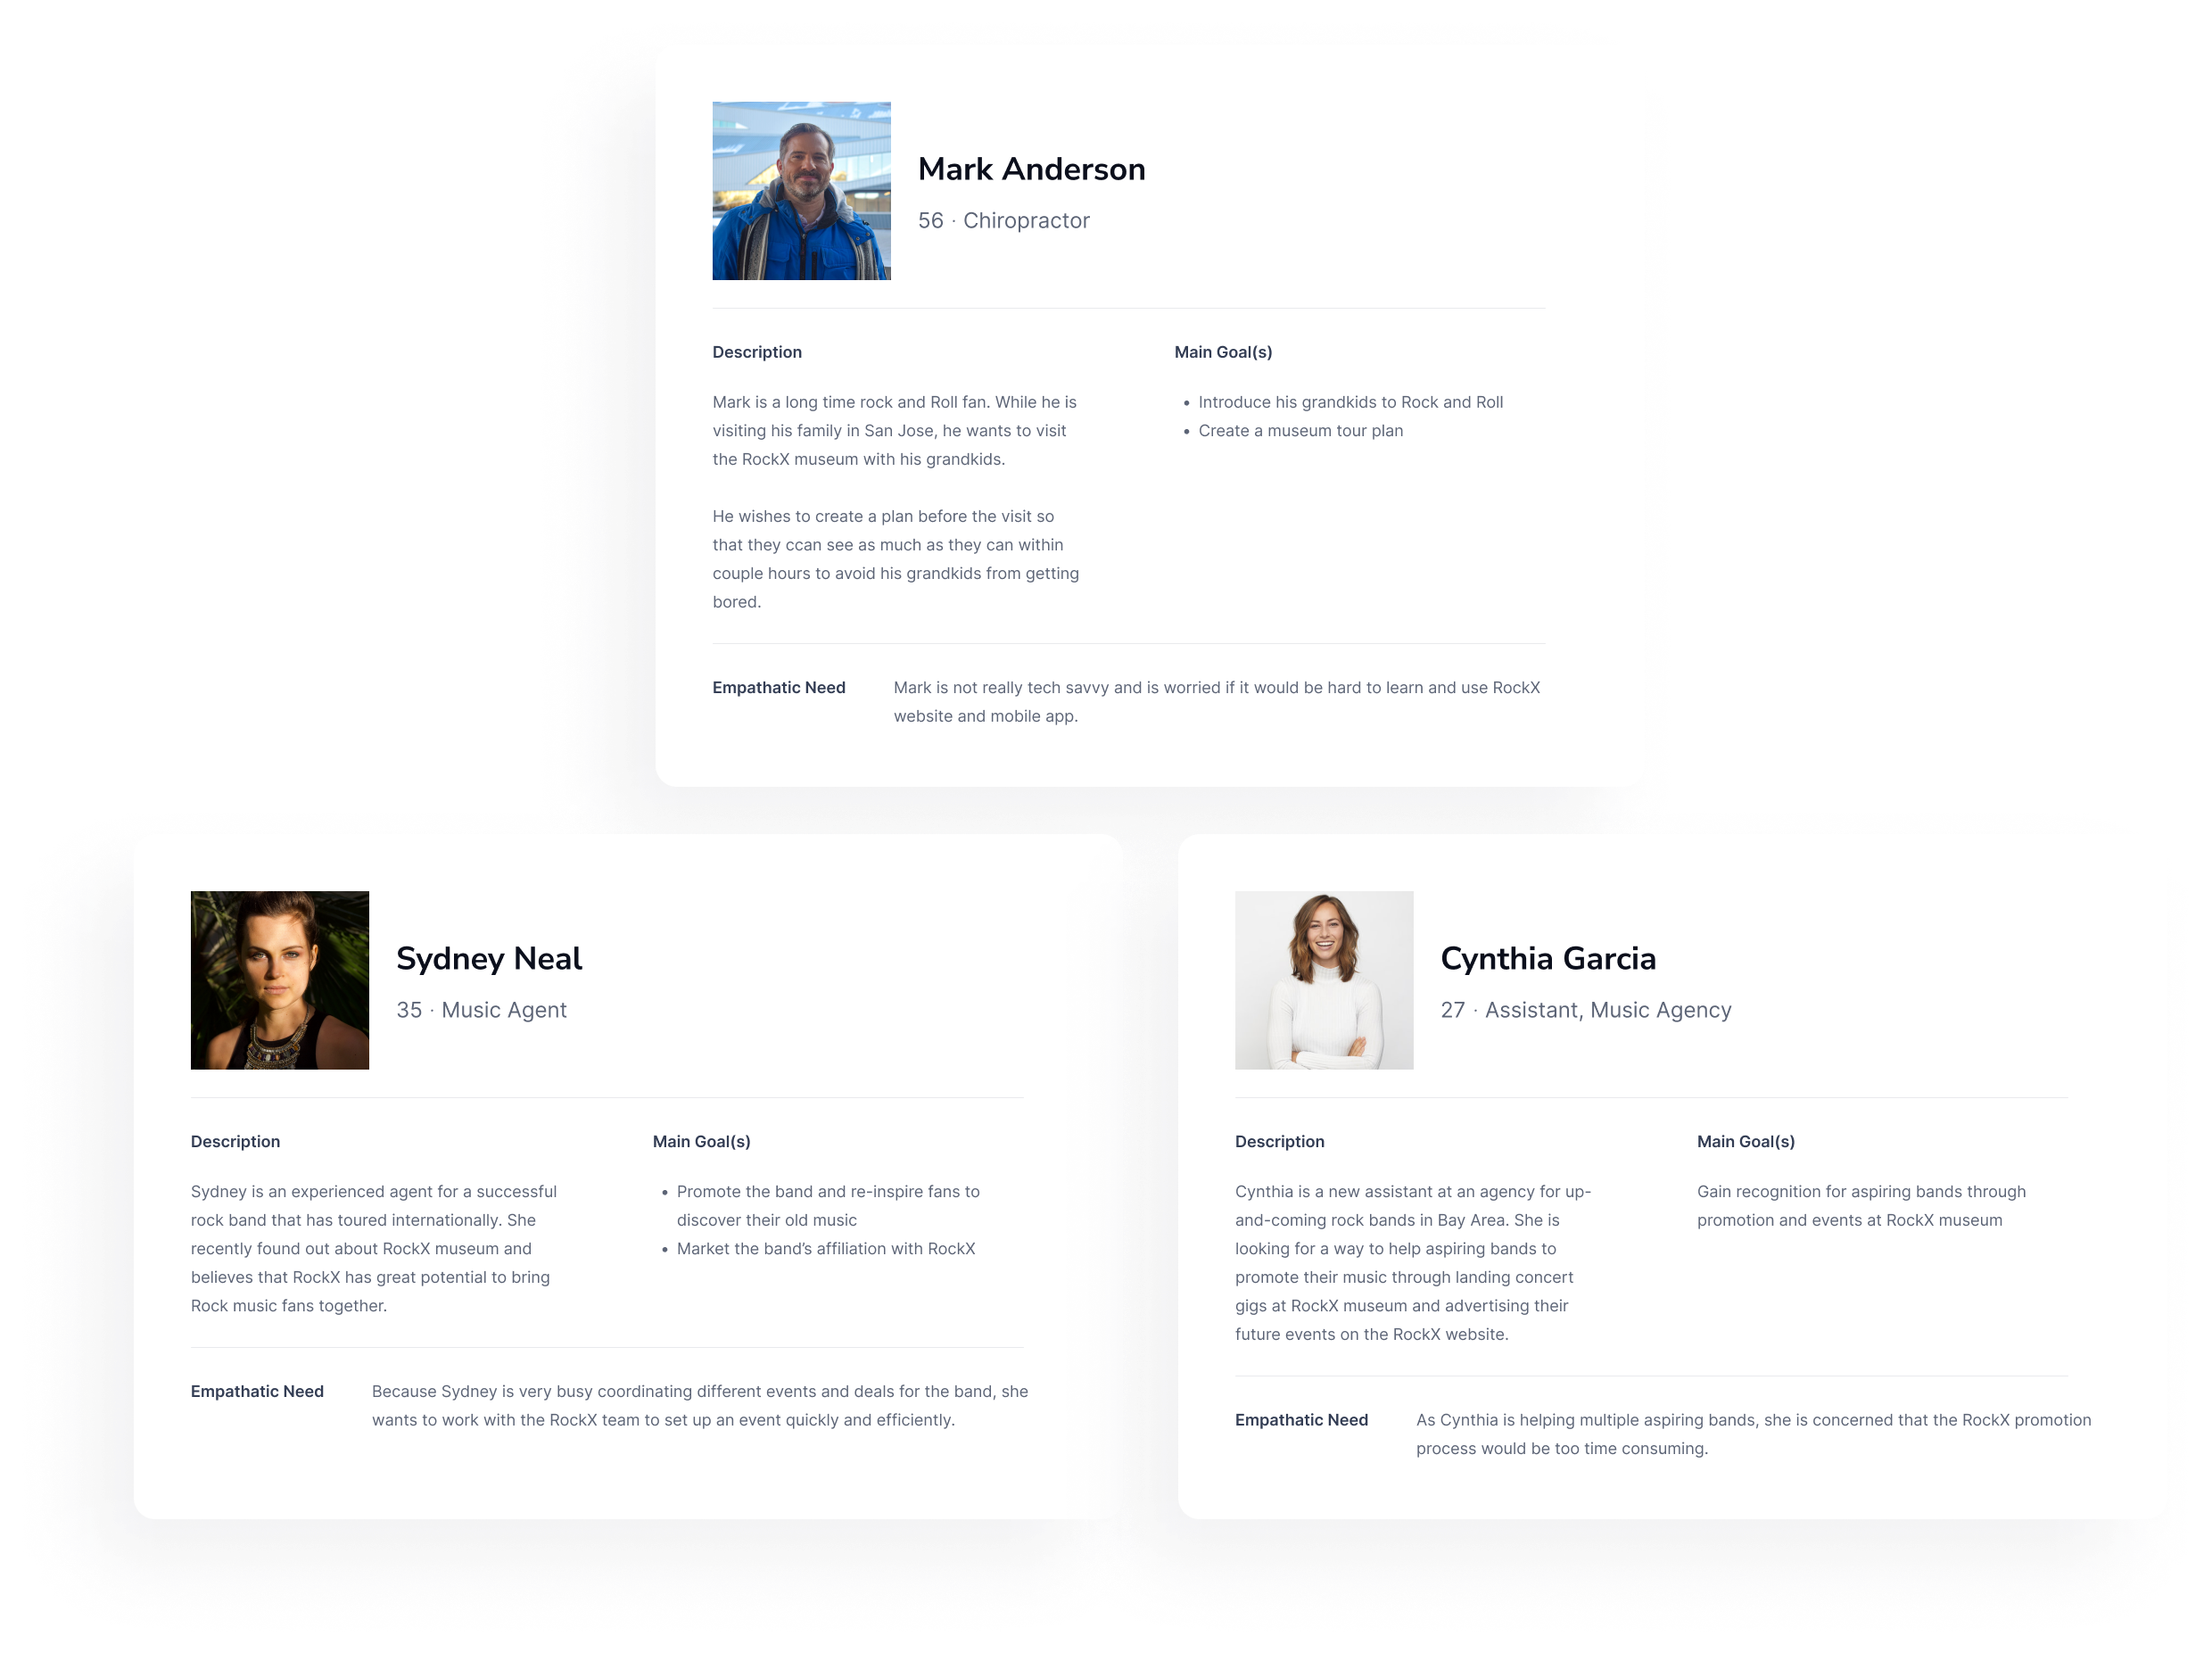 Mark Anderson
56 · Chiropractor
Description
Mark is a long time rock and Roll fan. While he is
visiting his family in San Jose, he wants to visit
the RockX museum with his grandkids.
He wishes to create a plan before the visit so
that they ccan see as much as they can within
couple hours to avoid his grandkids from getting
bored.
Main Goal(s)
• Introduce his grandkids to Rock and Roll
• Create a museum tour plan
Empathatic Need
Mark is not really tech savvy and is worried if it would be hard to learn and use RockX
website and mobile app.
Sydney Neal
35 · Music Agent
Description
Sydney is an experienced agent for a successful
rock band that has toured internationally. She
recently found out about RockX museum and
believes that RockX has great potential to bring
Rock music fans together.
Main Goal(s)
• Promote the band and re-inspire fans to
discover their old music
• Market the band’s affiliation with RockX
Empathatic Need
Because Sydney is very busy coordinating different events and deals for the band, she
wants to work with the RockX team to set up an event quickly and efficiently.
Cynthia Garcia
27 · Assistant, Music Agency
Description
Cynthia is a new assistant at an agency for up-
and-coming rock bands in Bay Area. She is
looking for a way to help aspiring bands to
promote their music through landing concert
gigs at RockX museum and advertising their
future events on the RockX website.
Main Goal(s)
Gain recognition for aspiring bands through
promotion and events at RockX museum
Empathatic Need
As Cynthia is helping multiple aspiring bands, she is concerned that the RockX promotion
process would be too time consuming.